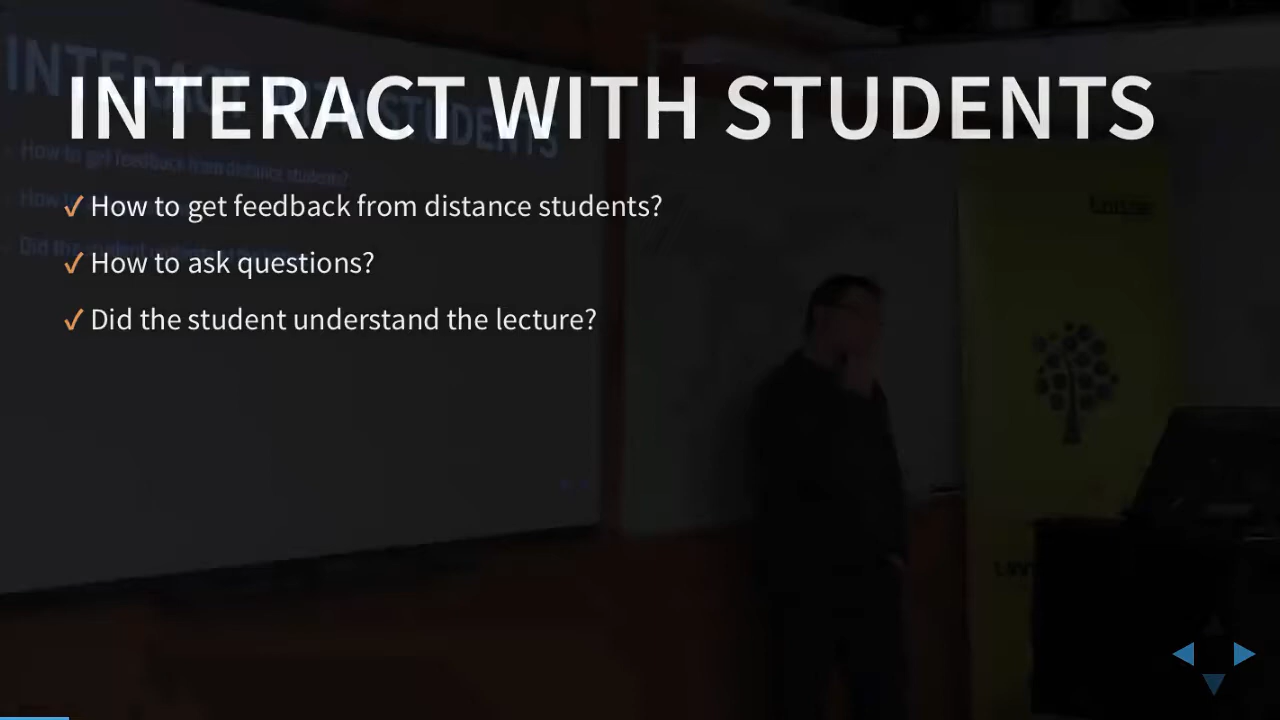 INTERACT WITH STUDENTS
✓ How to get feedback from distance students?
✓ How to ask questions?
✓ Did the student understand the lecture?